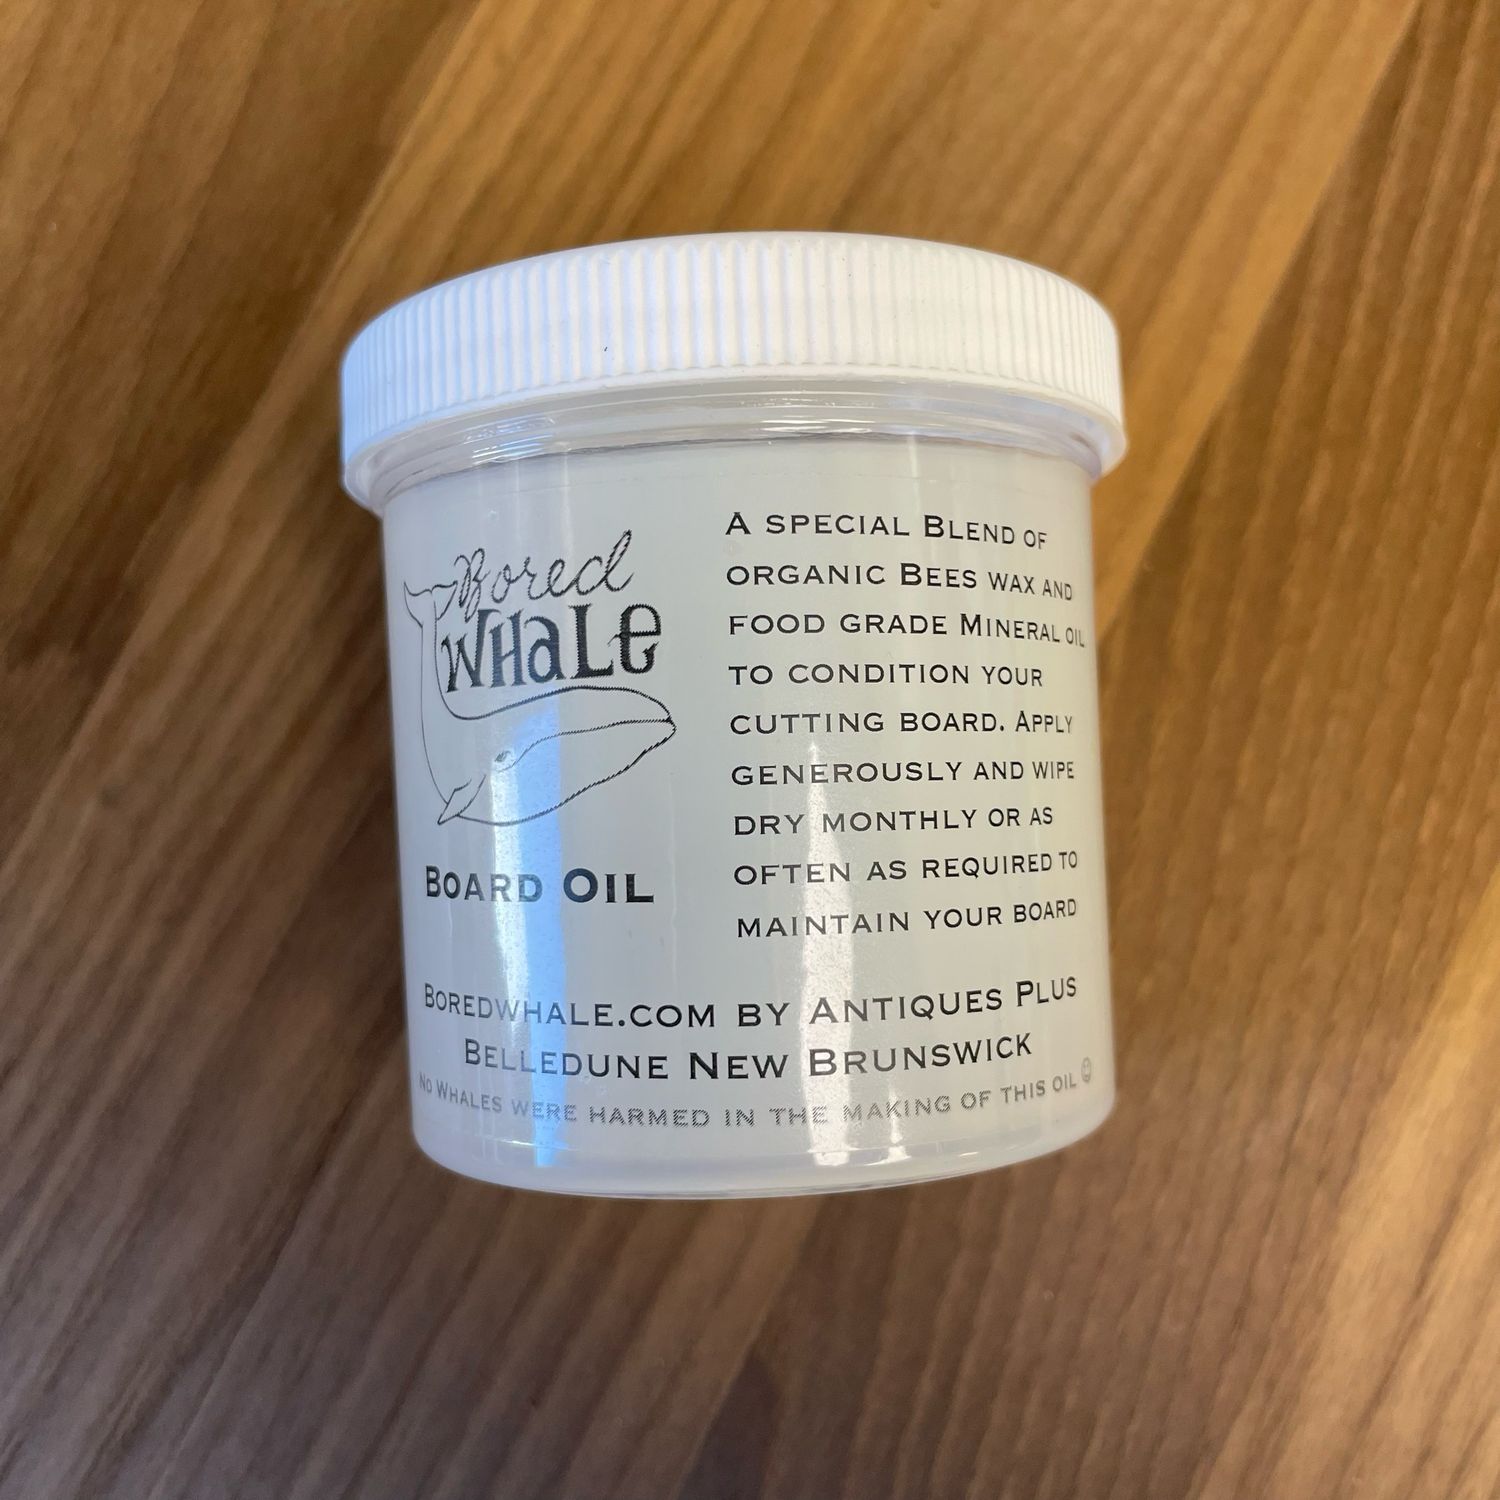 Bored
WHaLe
Board Oil
A special Blend of
organic Bees wax and
food grade Mineral oil
to condition your
cutting board. Apply
generously and wipe
dry monthly or as
often as required to
maintain your board
Boredwhale.com by Antiques Plus
Belledune New Brunswick
No Whales were harmed in the making of this oil ☺